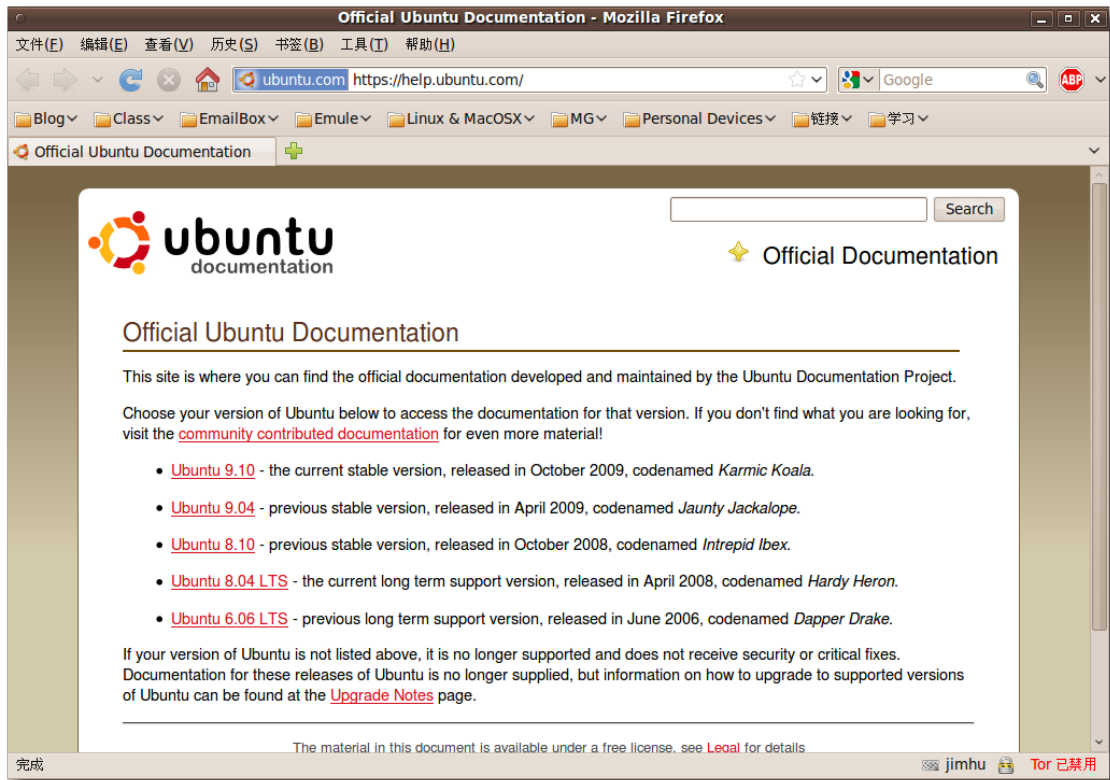 Official Ubuntu Documentation - Mozilla Firefox
文件(F) 编辑(E) 查看(V) 历史(S) 书签(B) 工具(T) 帮助(H)
ubuntu.com https://help.ubuntu.com/ Google ABP
Blog Class EmailBox Emule Linux & MacOSX MG Personal Devices 链接 学习
Official Ubuntu Documentation
Search
ubuntu
documentation
Official Documentation
Official Ubuntu Documentation
This site is where you can find the official documentation developed and maintained by the Ubuntu Documentation Project.
Choose your version of Ubuntu below to access the documentation for that version. If you don't find what you are looking for,
visit the community contributed documentation for even more material!
• Ubuntu 9.10 - the current stable version, released in October 2009, codenamed Karmic Koala.
• Ubuntu 9.04 - previous stable version, released in April 2009, codenamed Jaunty Jackalope.
• Ubuntu 8.10 - previous stable version, released in October 2008, codenamed Intrepid Ibex.
• Ubuntu 8.04 LTS - the current long term support version, released in April 2008, codenamed Hardy Heron.
• Ubuntu 6.06 LTS - previous long term support version, released in June 2006, codenamed Dapper Drake.
If your version of Ubuntu is not listed above, it is no longer supported and does not receive security or critical fixes.
Documentation for these releases of Ubuntu is no longer supplied, but information on how to upgrade to supported versions
of Ubuntu can be found at the Upgrade Notes page.
The material in this document is available under a free license, see Legal for details
完成 jimhu Tor 已禁用